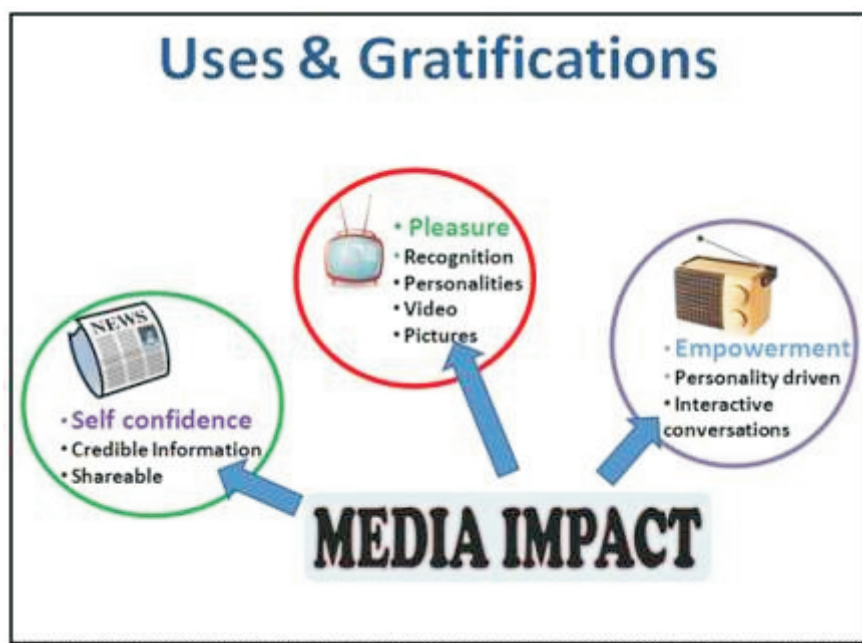 Uses & Gratifications
NEWS
• Self confidence
• Credible Information
• Shareable
• Pleasure
• Recognition
• Personalities
• Video
• Pictures
• Empowerment
• Personality driven
• Interactive
conversations
MEDIA IMPACT